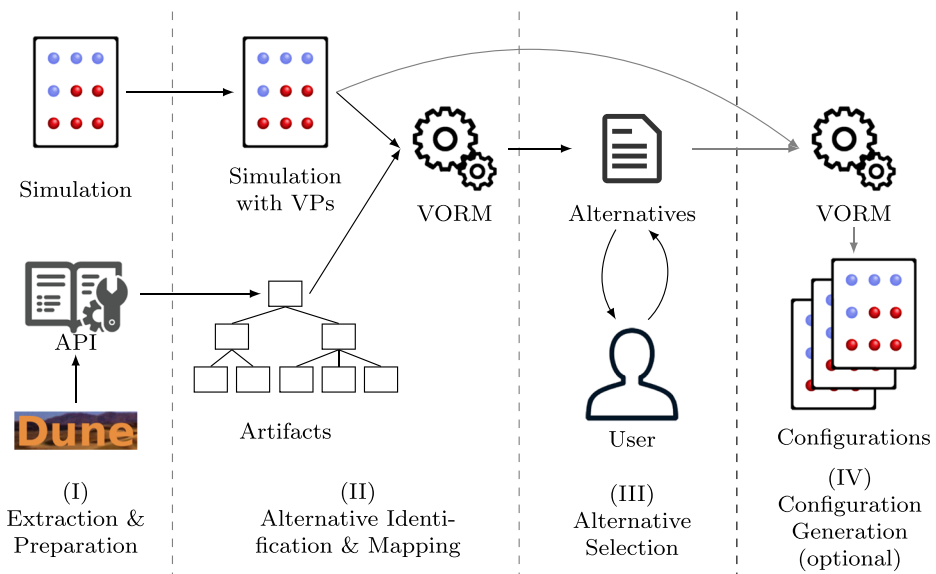 Simulation
Simulation
with VPs
VORM
Alternatives
VORM
API
Dune
Artifacts
User
Configurations
(I)
Extraction &
Preparation
(II)
Alternative Identi-
fication & Mapping
(III)
Alternative
Selection
(IV)
Configuration
Generation
(optional)